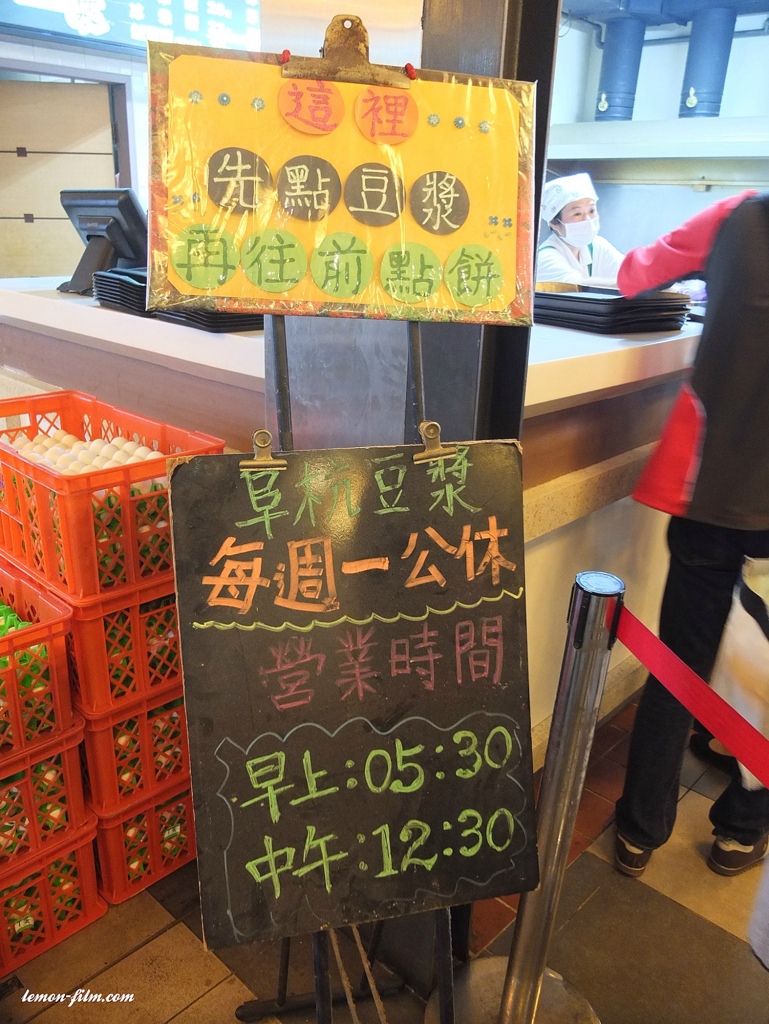 這裡
先點豆漿
再往前點餅
阜杭豆漿
每週一公休
營業時間
早上:05:30
中午:12:30
lemon-film.com